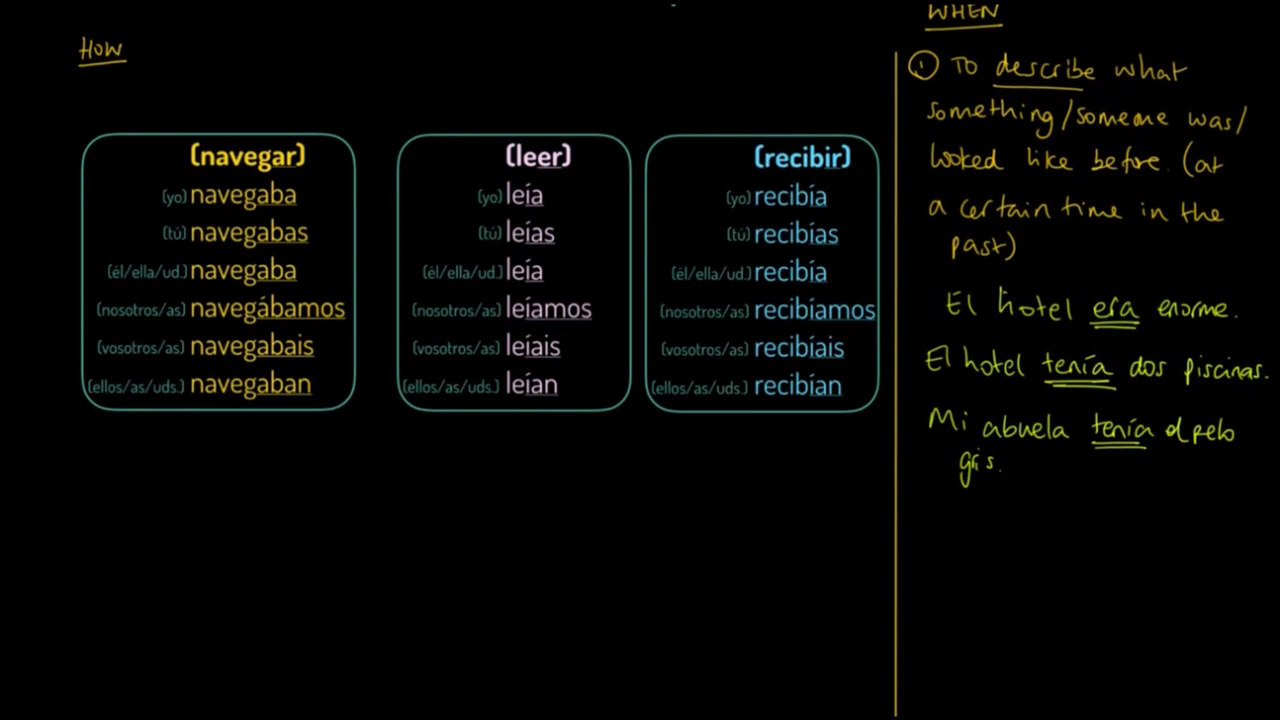 HOW
(navegar)
(yo) navegaba
(tú) navegabas
(él/ella/ud.) navegaba
(nosotros/as) navegábamos
(vosotros/as) navegabais
(ellos/as/uds.) navegaban
(leer)
(yo) leía
(tú) leías
(él/ella/ud.) leía
(nosotros/as) leíamos
(vosotros/as) leíais
(ellos/as/uds.) leían
(recibir)
(yo) recibía
(tú) recibías
(él/ella/ud.) recibía
(nosotros/as) recibíamos
(vosotros/as) recibíais
(ellos/as/uds.) recibían
WHEN
① To describe what
something/someone was/
looked like before. (at
a certain time in the
past)
El hotel era enorme.
El hotel tenía dos piscinas.
Mi abuela tenía el pelo
gris.